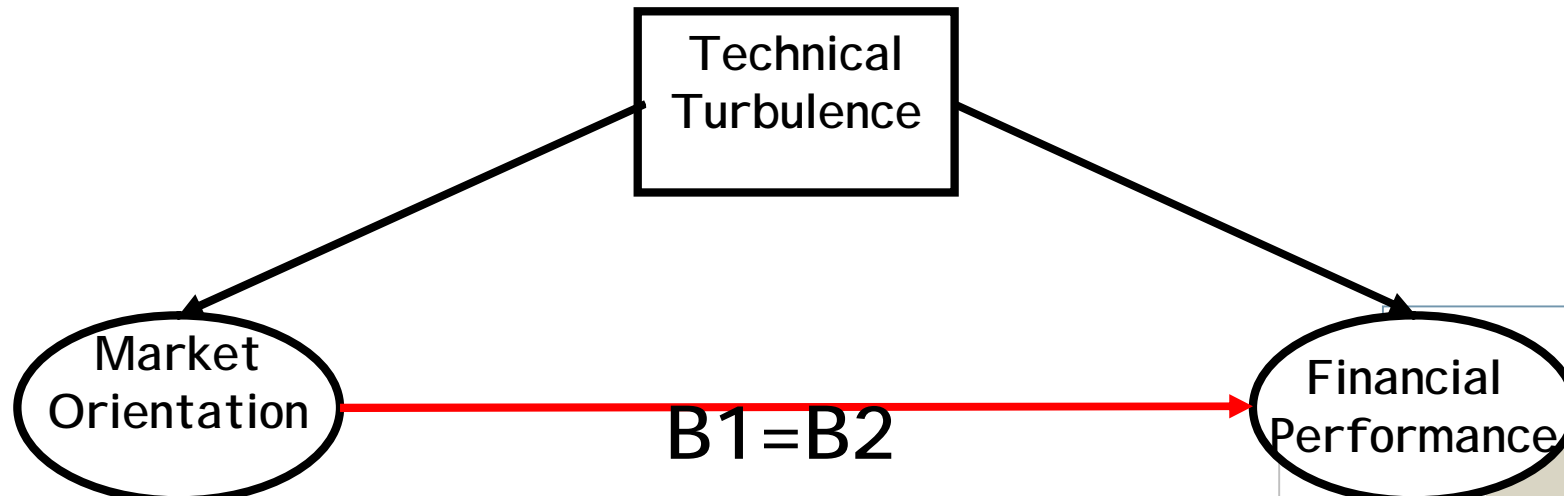 Technical
Turbulence
Market
Orientation
B1=B2
Financial
Performance